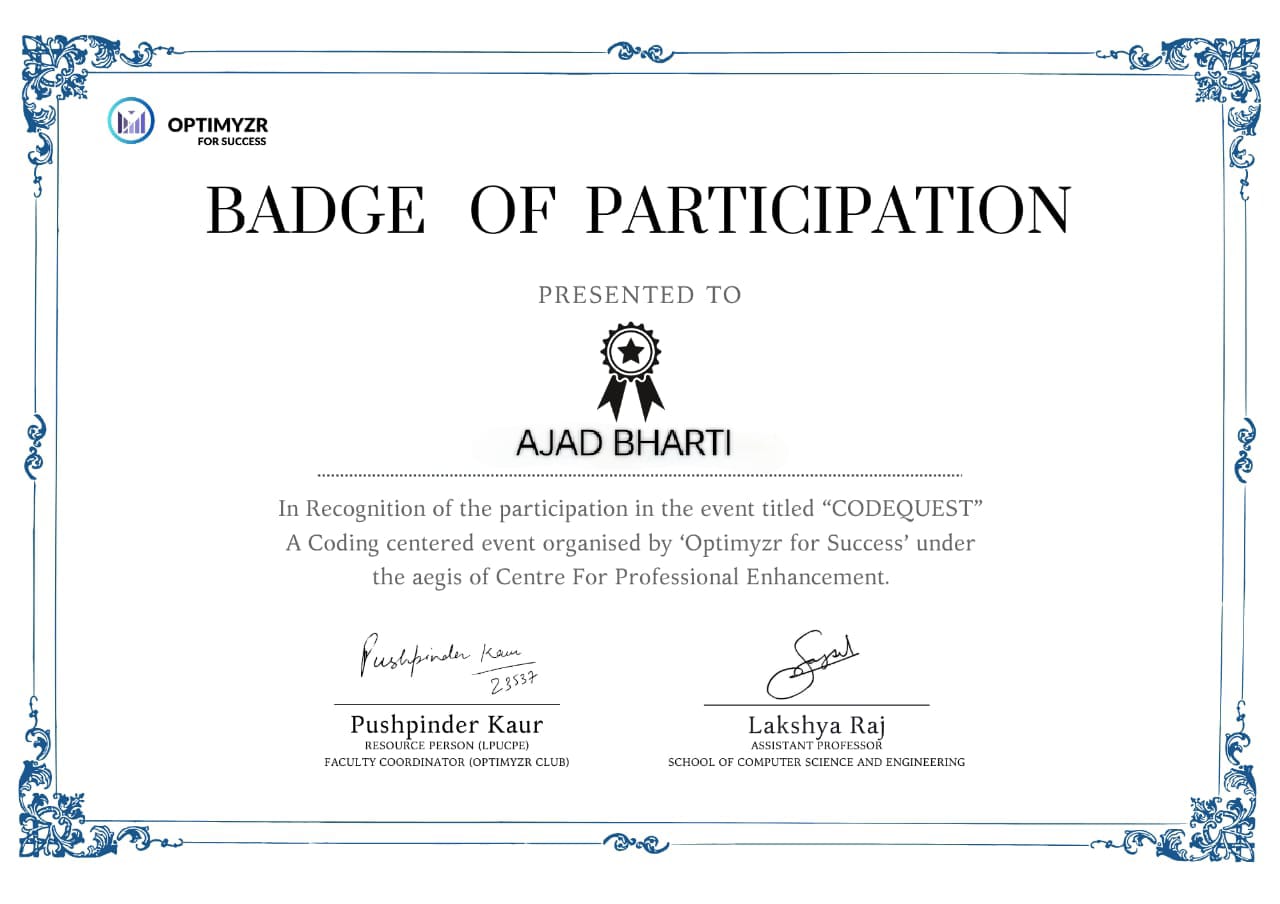 OPTIMYZR
FOR SUCCESS
BADGE OF PARTICIPATION
PRESENTED TO
AJAD BHARTI
In Recognition of the participation in the event titled “CODEQUEST”
A Coding centered event organised by ‘Optimyzr for Success’ under
the aegis of Centre For Professional Enhancement.
Pushpinder Kaur
23537
Pushpinder Kaur
RESOURCE PERSON (LPUCPE)
FACULTY COORDINATOR (OPTIMYZR CLUB)
Lakshya Raj
ASSISTANT PROFESSOR
SCHOOL OF COMPUTER SCIENCE AND ENGINEERING